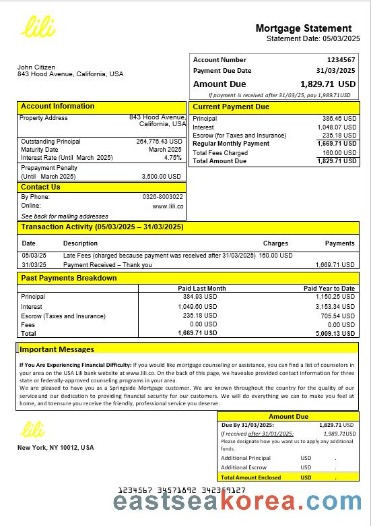 lili
Mortgage Statement
Statement Date: 05/03/2025
John Citizen
843 Hood Avenue, California, USA
Account Number 1234567
Payment Due Date 31/03/2025
Amount Due 1,829.71 USD
If payment is received after 31/03/25, pay 1,989.71USD
Account Information
Property Address 843 Hood Avenue, California, USA
Outstanding Principal 264,776.43 USD
Maturity Date March 2025
Interest Rate (Until March 2025) 4.75%
Prepayment Penalty
(Until March 2025) 3,500.00 USD
Contact Us
By Phone: 0326-8003022
Online: www.lili.co
See back for mailing addresses
Current Payment Due
Principal 386.46 USD
Interest 1,048.07 USD
Escrow (for Taxes and Insurance) 235.18 USD
Regular Monthly Payment 1,669.71 USD
Total Fees Charged 160.00 USD
Total Amount Due 1,829.71 USD
Transaction Activity (05/03/2025 – 31/03/2025)
Date Description Charges Payments
05/03/25 Late Fees (charged because payment was received after 31/03/2025) 160.00 USD
31/03/25 Payment Received – Thank you 1,669.71 USD
Past Payments Breakdown
Paid Last Month Paid Year to Date
Principal 384.93 USD 1,150.25 USD
Interest 1,049.60 USD 3,153.34 USD
Escrow (Taxes and Insurance) 235.18 USD 705.54 USD
Fees 0.00 USD 0.00 USD
Total 1,669.71 USD 5,009.13 USD
Important Messages
If You Are Experiencing Financial Difficulty: If you would like mortgage counseling or assistance, you can find a list of counselors in
your area on the USA Lili bank website at www.lili.co. On the back of this page, we have also provided contact information for three
state or federally-approved counseling programs in your area.
We are pleased to have you as a Springside Mortgage customer. We are known throughout the country for the quality of our
service and our dedication to providing financial security for our customers. We will do everything we can to make you feel at
home, and to ensure you receive the friendly, professional service you deserve.
lili
New York, NY 10012, USA
Amount Due
Due By 31/03/2025: 1,829.71 USD
If received after 31/01/2025: 1,989.71USD
Please designate how you want us to apply any additional
funds.
Additional Principal USD .
Additional Escrow USD .
Total Amount Enclosed USD .
1234567 34571892 342359127
eastseakorea.com